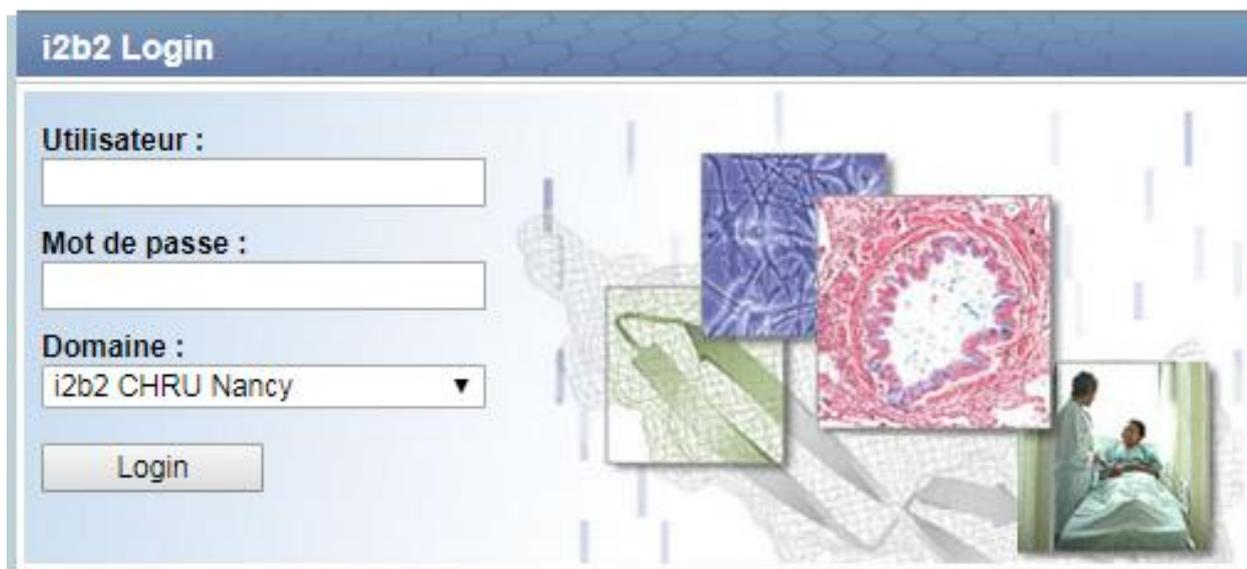 i2b2 Login
Utilisateur :
Mot de passe :
Domaine :
i2b2 CHRU Nancy
Login